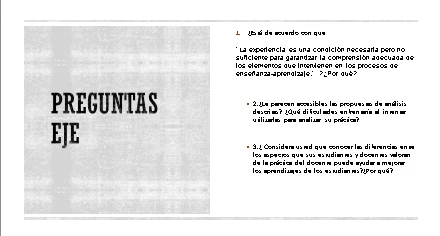 PREGUNTAS
EJE
1. ¿Está de acuerdo con que
"La experiencia es una condición necesaria pero no
suficiente para garantizar la comprensión adecuada de
los elementos que intervienen en los procesos de
enseñanza-aprendizaje." ? ¿Por qué?
• 2.¿Le parecen accesibles las propuestas de análisis
descritas? ¿Qué dificultades enfrentaría al intentar
utilizarlas para analizar su práctica?
• 3.¿ Considera usted que conocer las diferencias entre
los aspectos que sus estudiantes y docentes valoran
de la práctica del docente puede ayudar a mejorar
los aprendizajes de los estudiantes?¿Por qué?